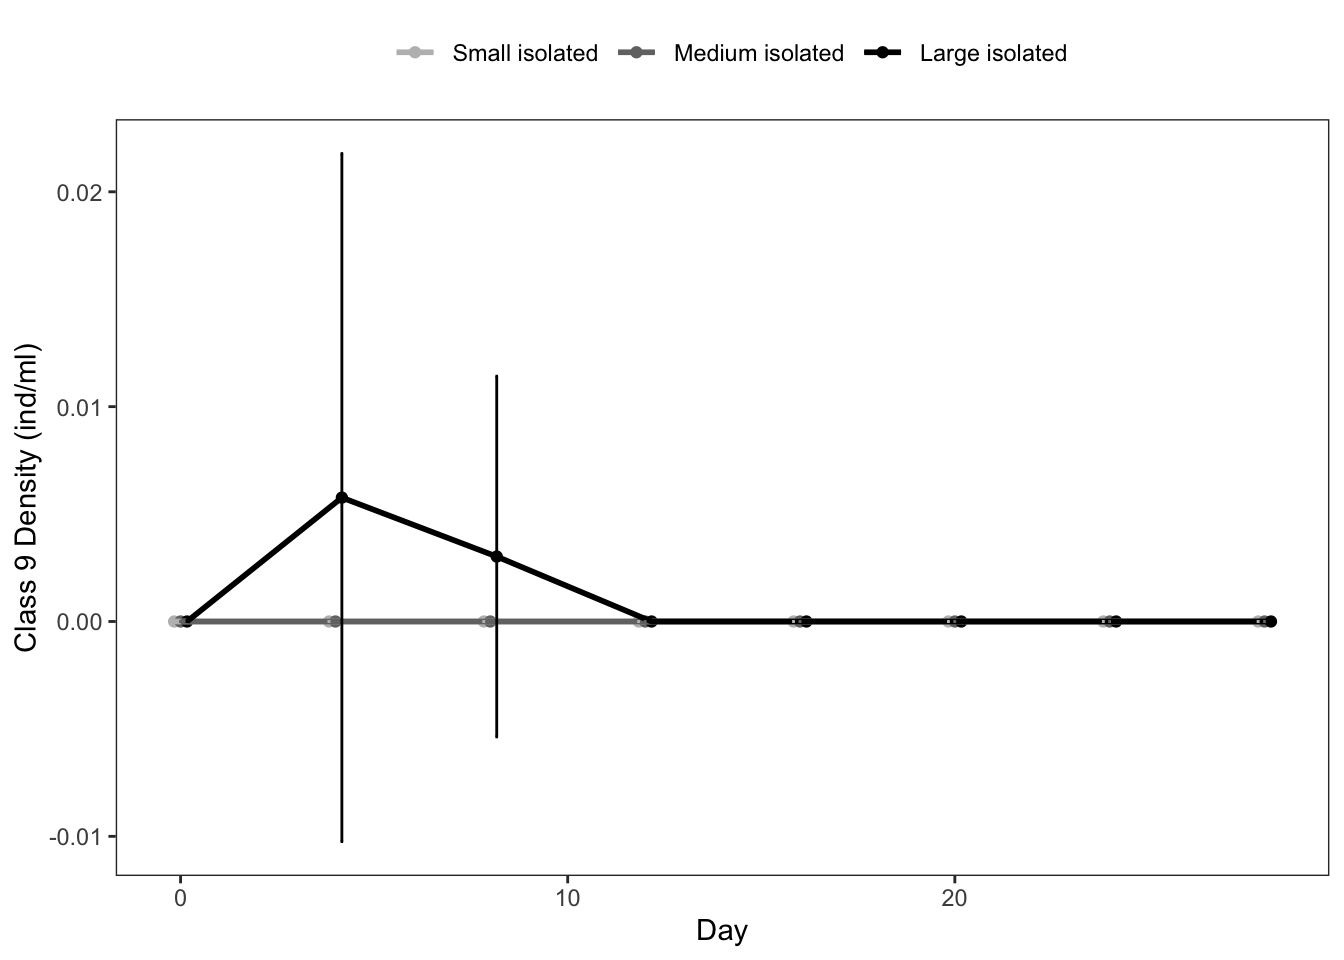 Small isolated Medium isolated Large isolated
0.02
0.01
0.00
-0.01
Class 9 Density (ind/ml)
0 10 20
Day